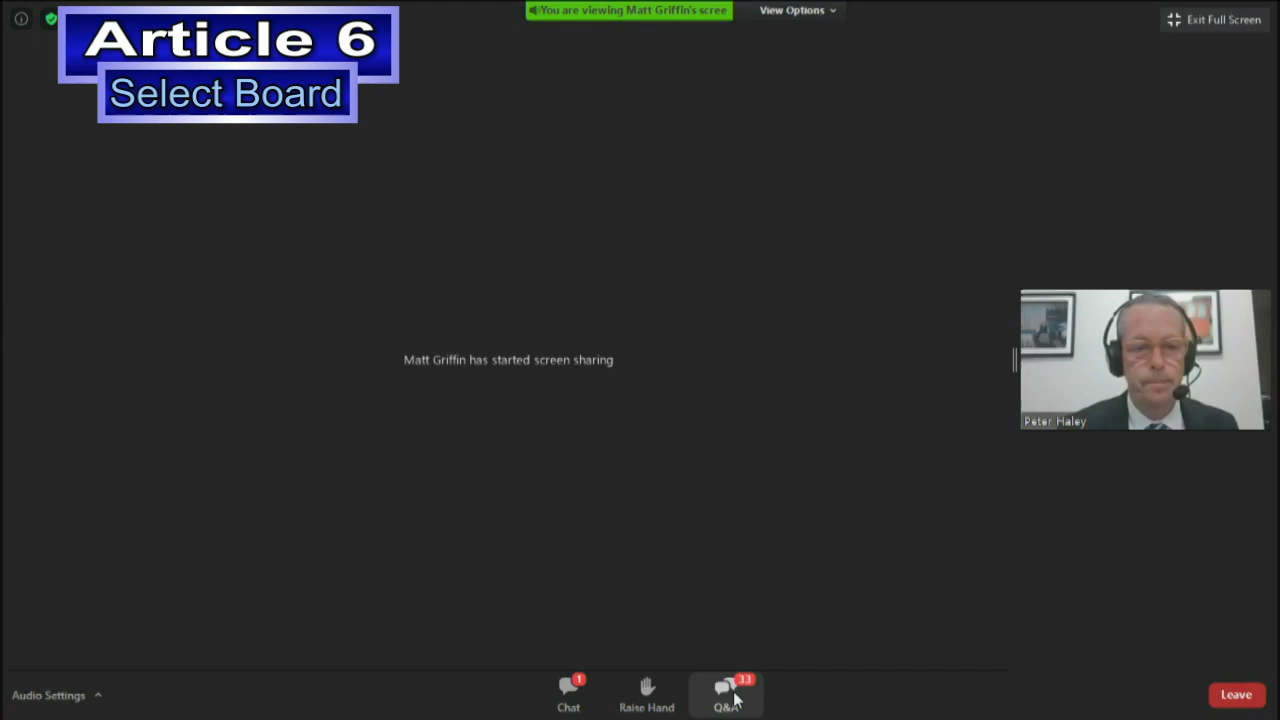 Article 6
Select Board
You are viewing Matt Griffin's scree
View Options
Exit Full Screen
Matt Griffin has started screen sharing
Peter Haley
Audio Settings
1
Chat
Raise Hand
33
Q&A
Leave